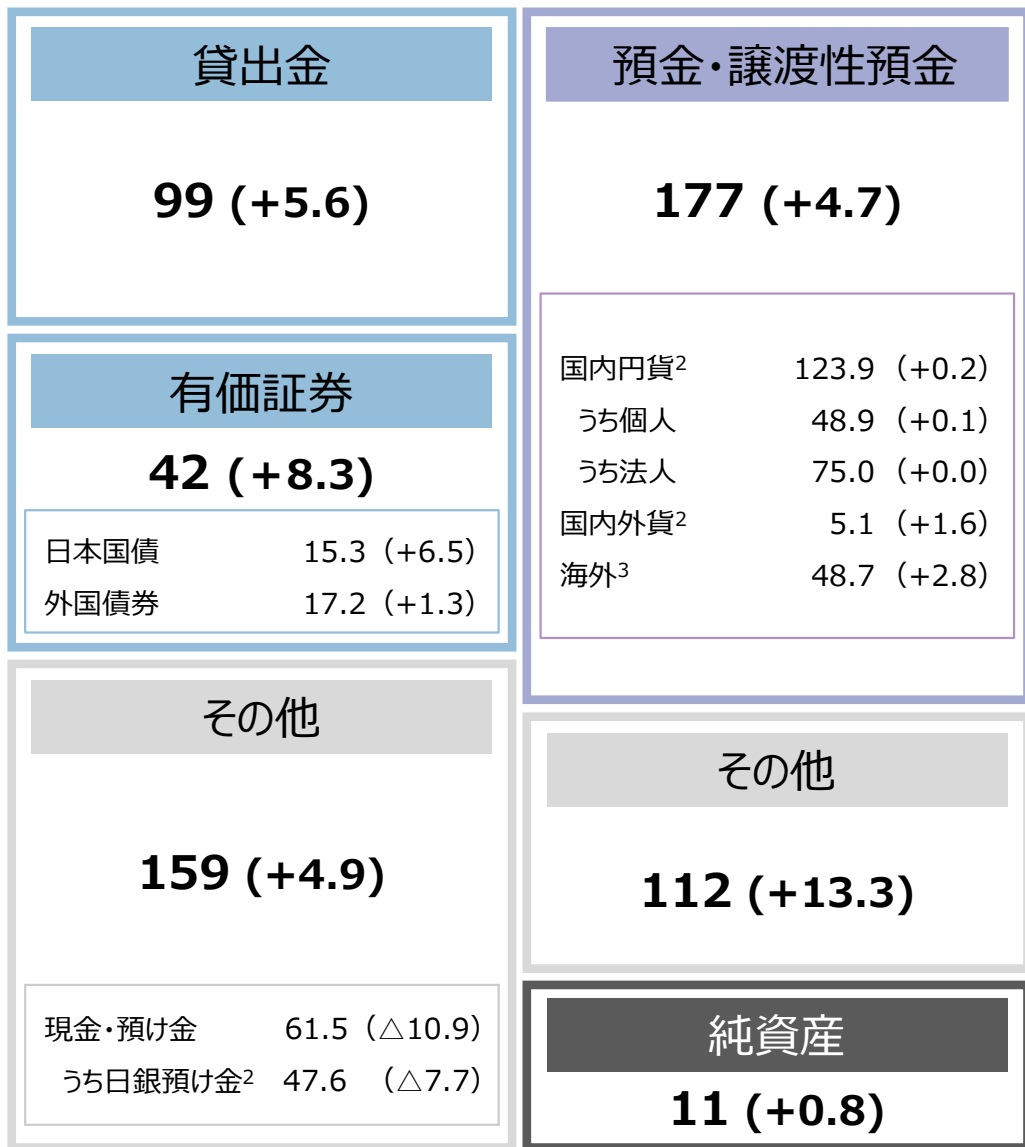 貸出金
99 (+5.6)
有価証券
42 (+8.3)
日本国債 15.3 (+6.5)
外国債券 17.2 (+1.3)
その他
159 (+4.9)
現金・預け金 61.5 (△10.9)
うち日銀預け金2 47.6 (△7.7)
預金・譲渡性預金
177 (+4.7)
国内円貨2 123.9 (+0.2)
うち個人 48.9 (+0.1)
うち法人 75.0 (+0.0)
国内外貨2 5.1 (+1.6)
海外3 48.7 (+2.8)
その他
112 (+13.3)
純資産
11 (+0.8)